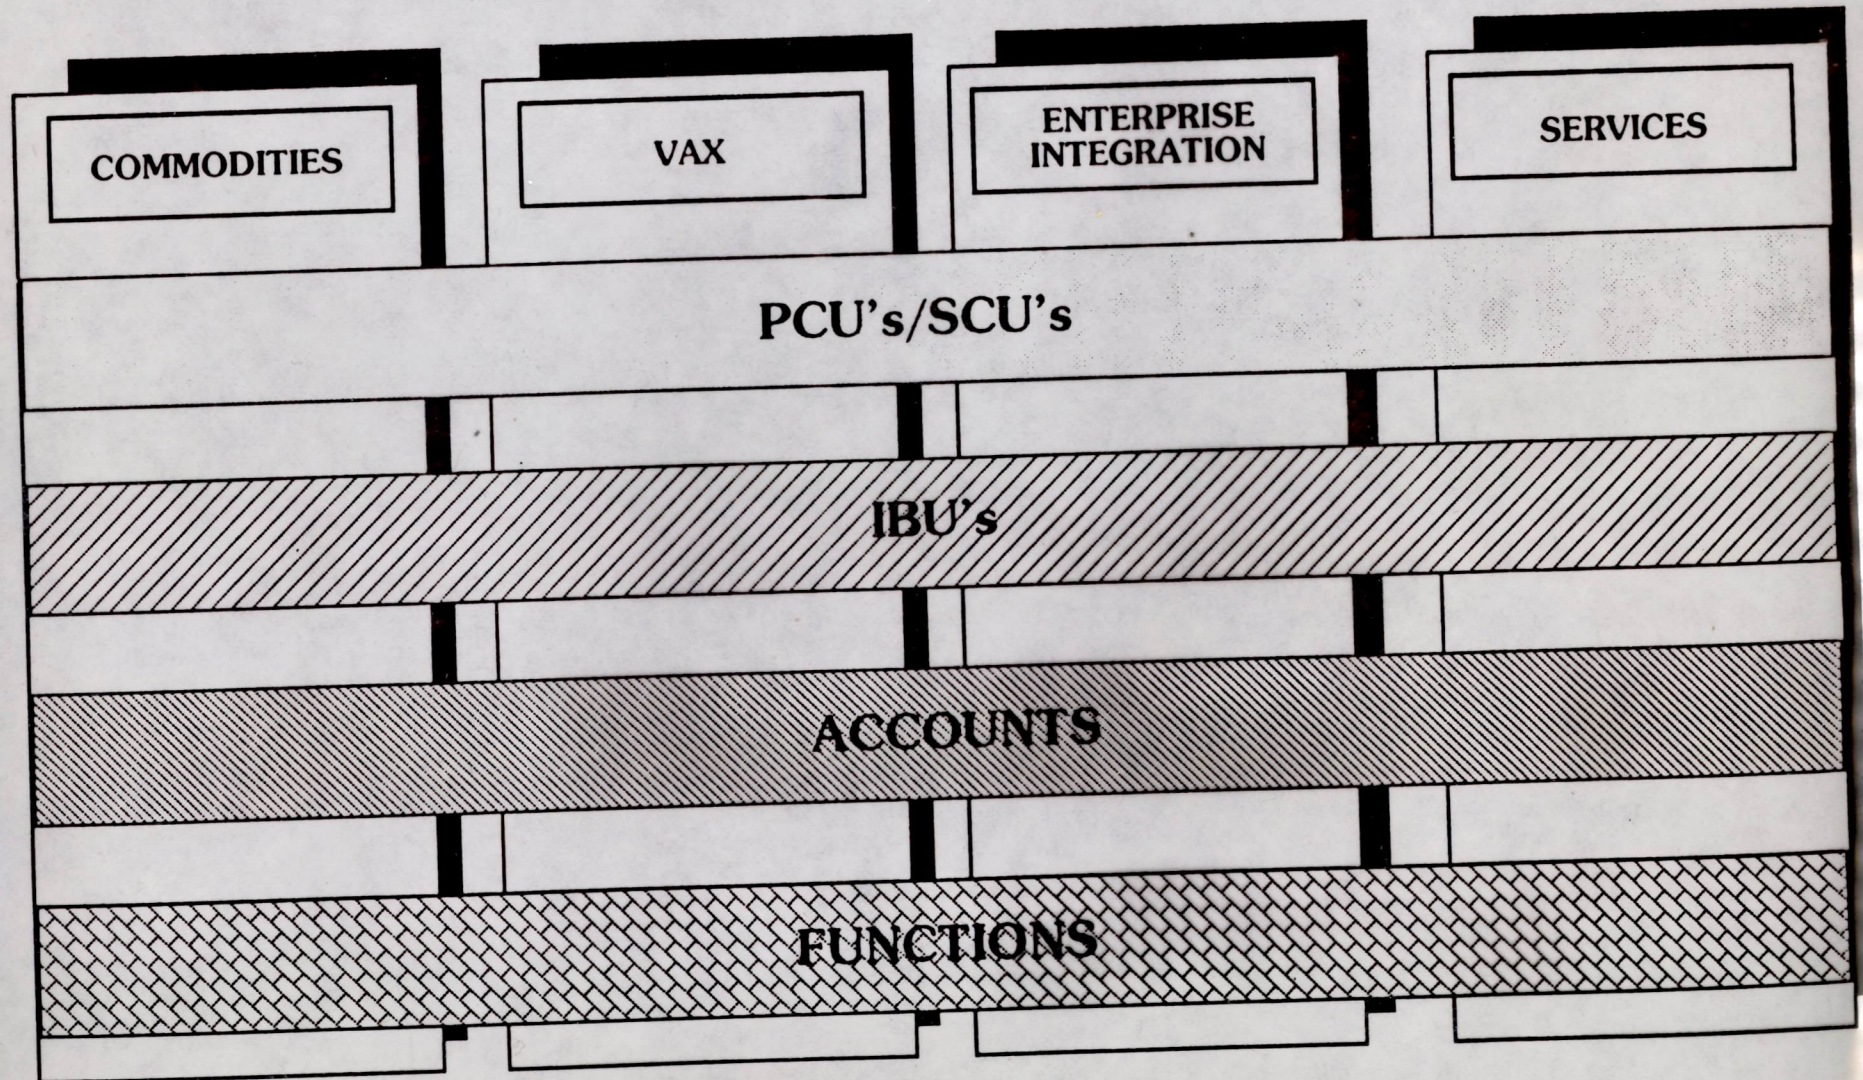 COMMODITIES
VAX
ENTERPRISE
INTEGRATION
SERVICES
PCU's/SCU's
IBU's
ACCOUNTS
FUNCTIONS